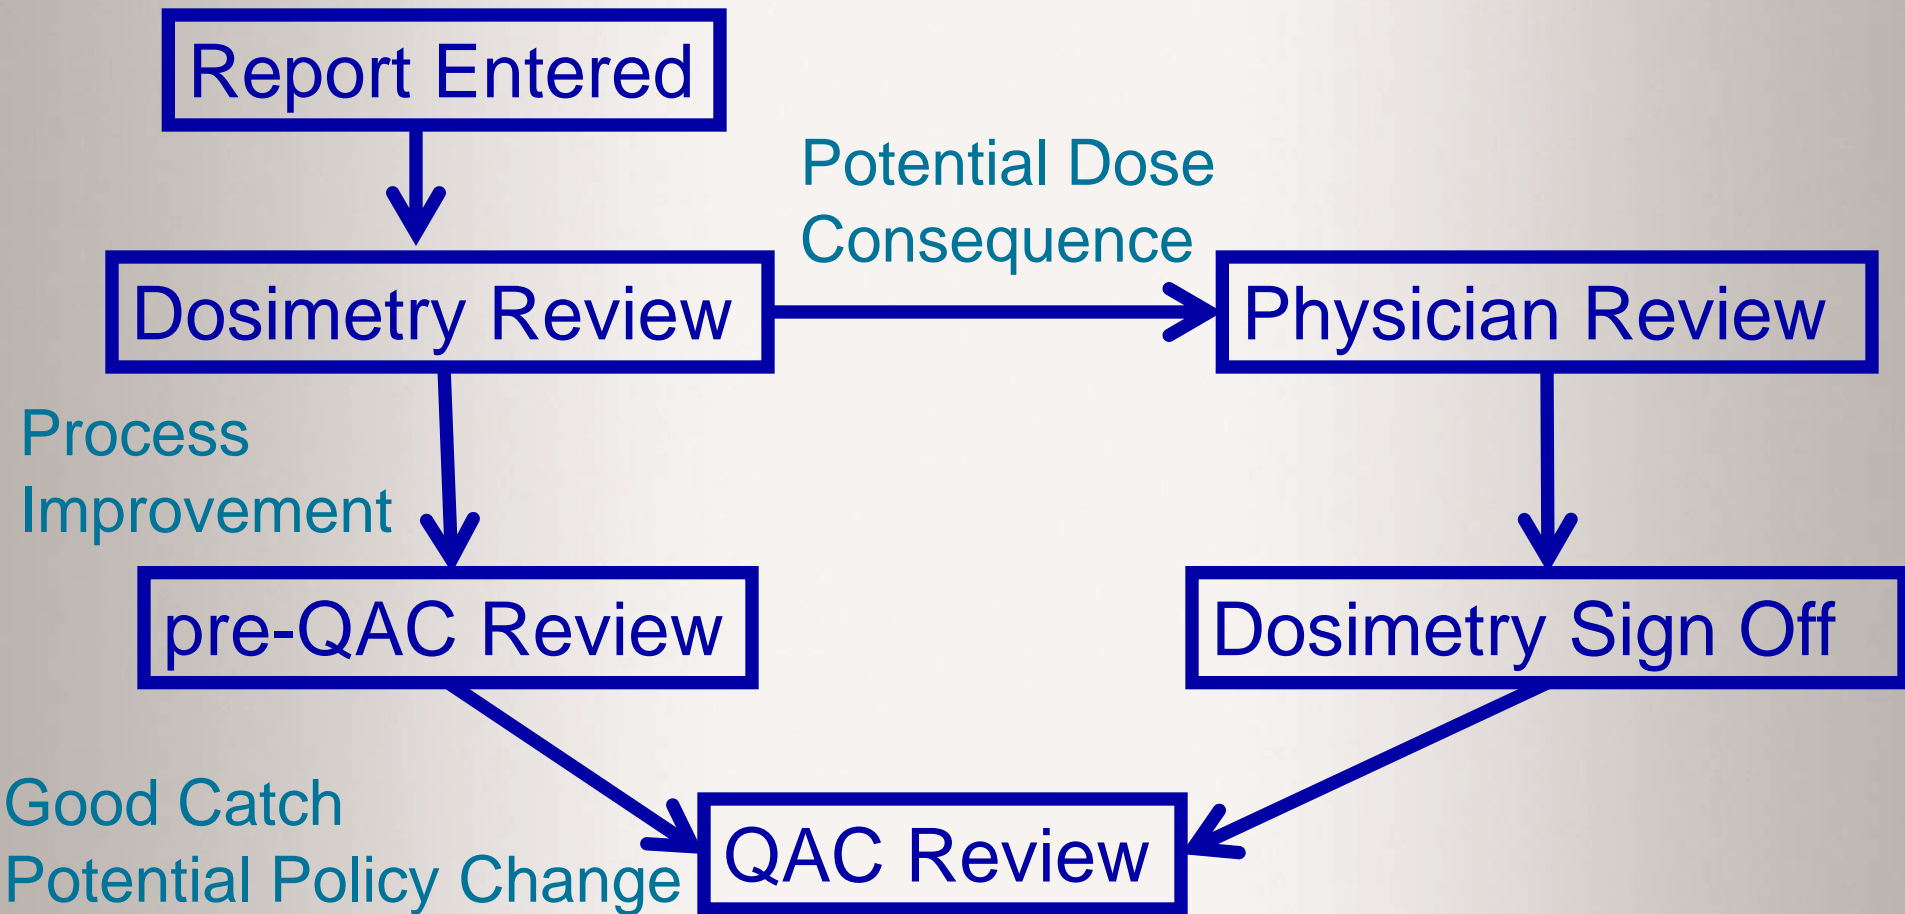 Report Entered
Potential Dose
Consequence
Dosimetry Review
Physician Review
Process
Improvement
pre-QAC Review
Dosimetry Sign Off
Good Catch
Potential Policy Change
QAC Review